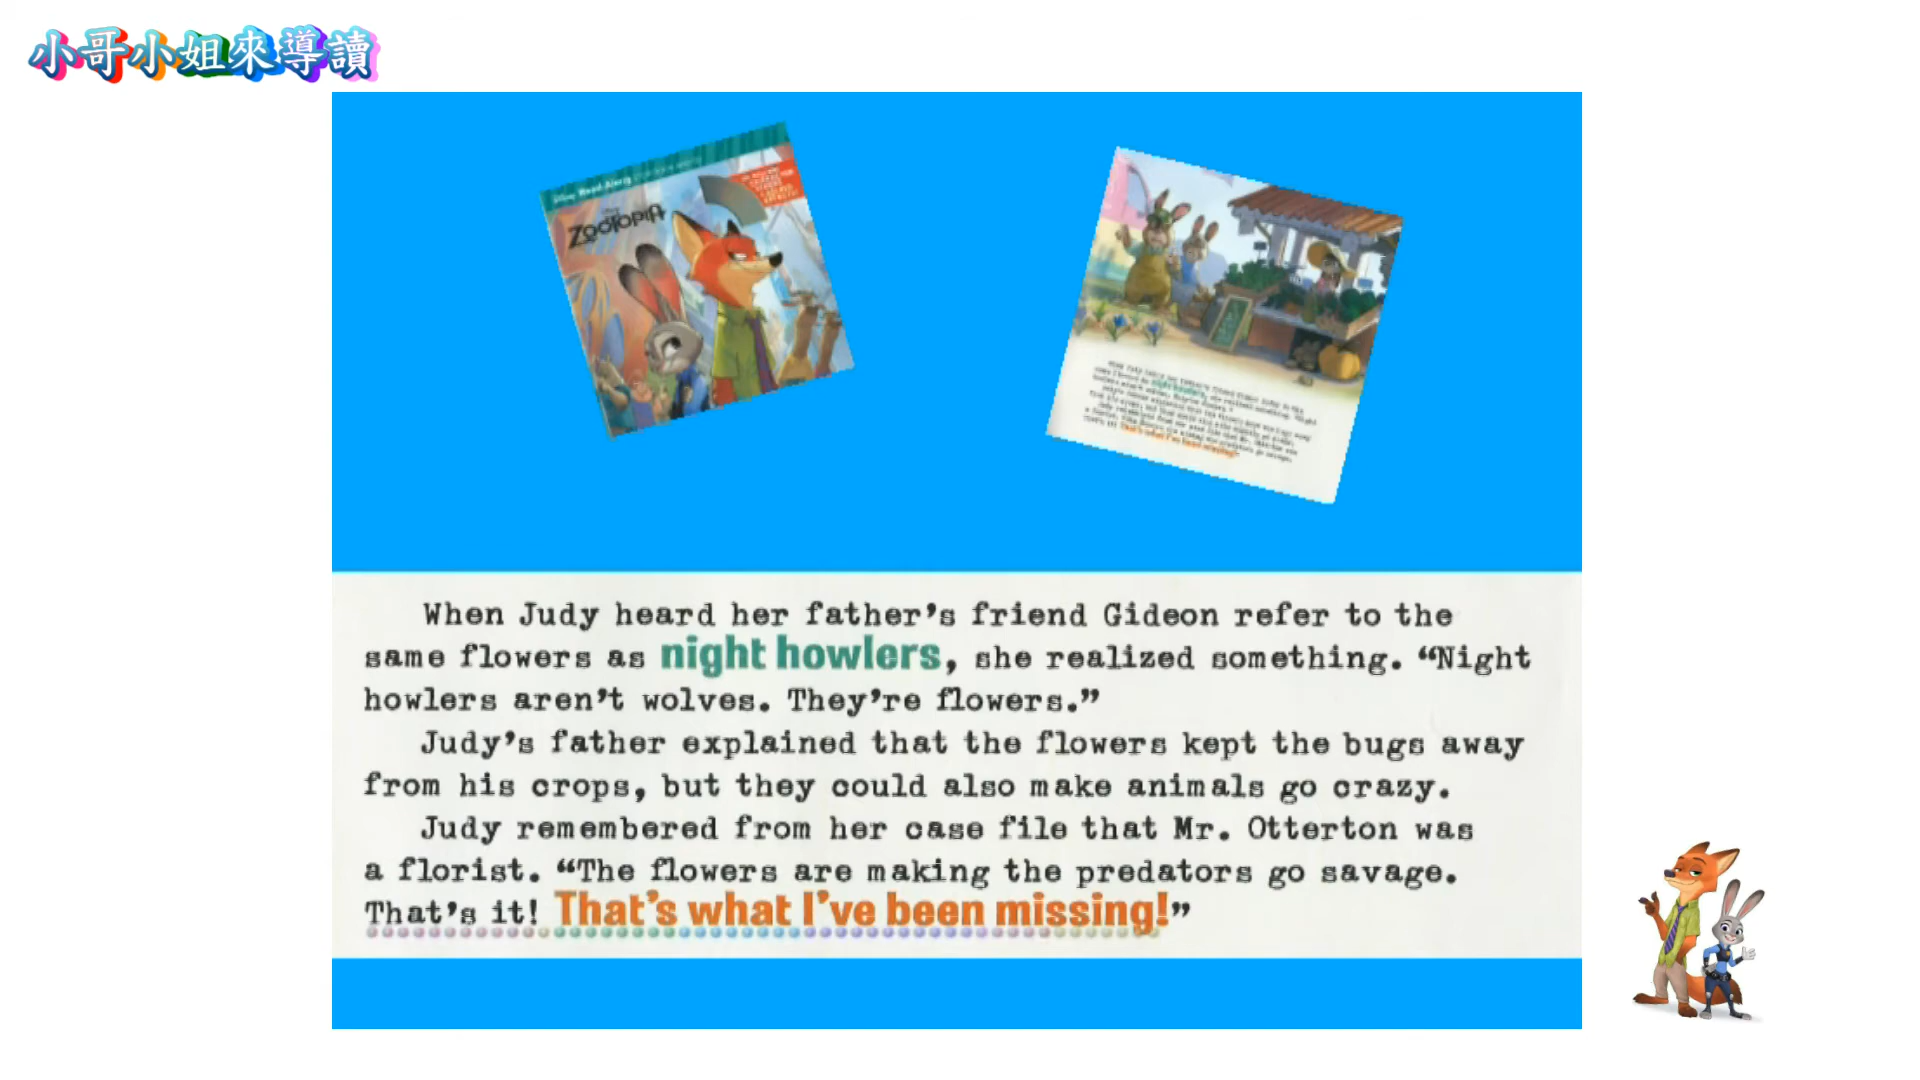 小哥小姐來導讀
Disney Read-Along
ZOOTOPIA
When Judy heard her father’s friend Gideon refer to the
same flowers as night howlers, she realized something. “Night
howlers aren’t wolves. They’re flowers.”
Judy’s father explained that the flowers kept the bugs away
from his crops, but they could also make animals go crazy.
Judy remembered from her case file that Mr. Otterton was
a florist. “The flowers are making the predators go savage.
That’s it! That’s what I’ve been missing!”